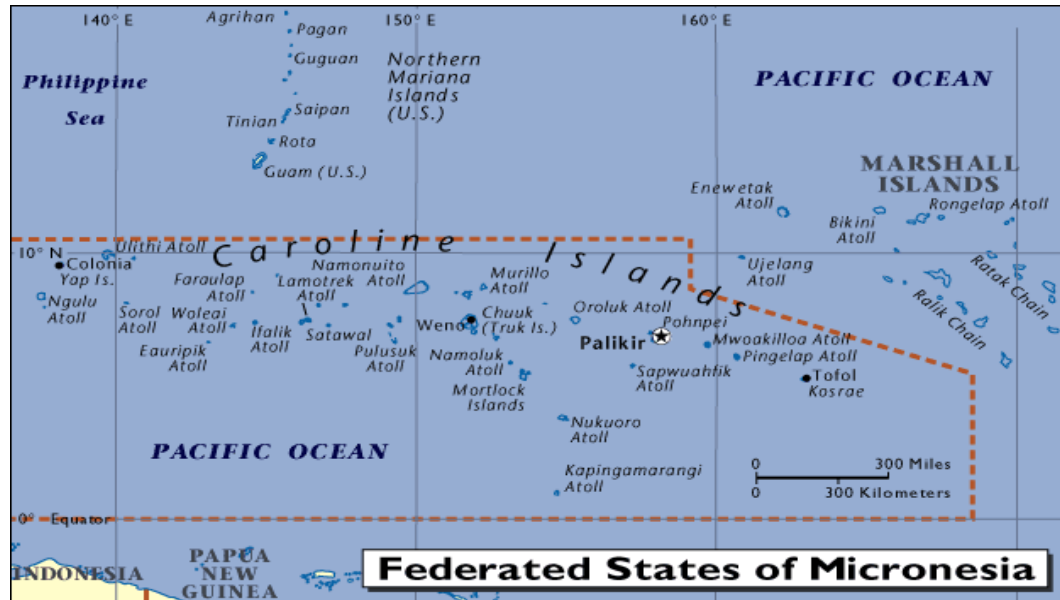 140° E
150° E
160° E
Agrihan
Pagan
Guguan
Northern
Mariana
Islands
(U.S.)
Philippine
Sea
PACIFIC OCEAN
Saipan
Tinian
Rota
Guam (U.S.)
MARSHALL
ISLANDS
Enewetak
Atoll
Bikini
Atoll
Rongelap Atoll
Caroline Islands
10° N
Ulithi Atoll
Colonia
Yap Is.
Ngulu
Atoll
Sorol
Atoll
Faraulap
Atoll
Woleai
Atoll
Eauripik
Atoll
Ifalik
Atoll
Lamotrek
Atoll
Satawal
Namonuito
Atoll
Pulusuk
Atoll
Murillo
Atoll
Weno
Chuuk
(Truk Is.)
Namoluk
Atoll
Mortlock
Islands
Oroluk Atoll
Pohnpei
Palikir
Sapwuahfik
Atoll
Mwoakilloa Atoll
Pingelap Atoll
Ujelang
Atoll
Tofol
Kosrae
Ratak Chain
Ralik Chain
Nukuoro
Atoll
Kapingamarangi
Atoll
PACIFIC OCEAN
0 300 Miles
0 300 Kilometers
0° Equator
INDONESIA
PAPUA
NEW
GUINEA
Federated States of Micronesia